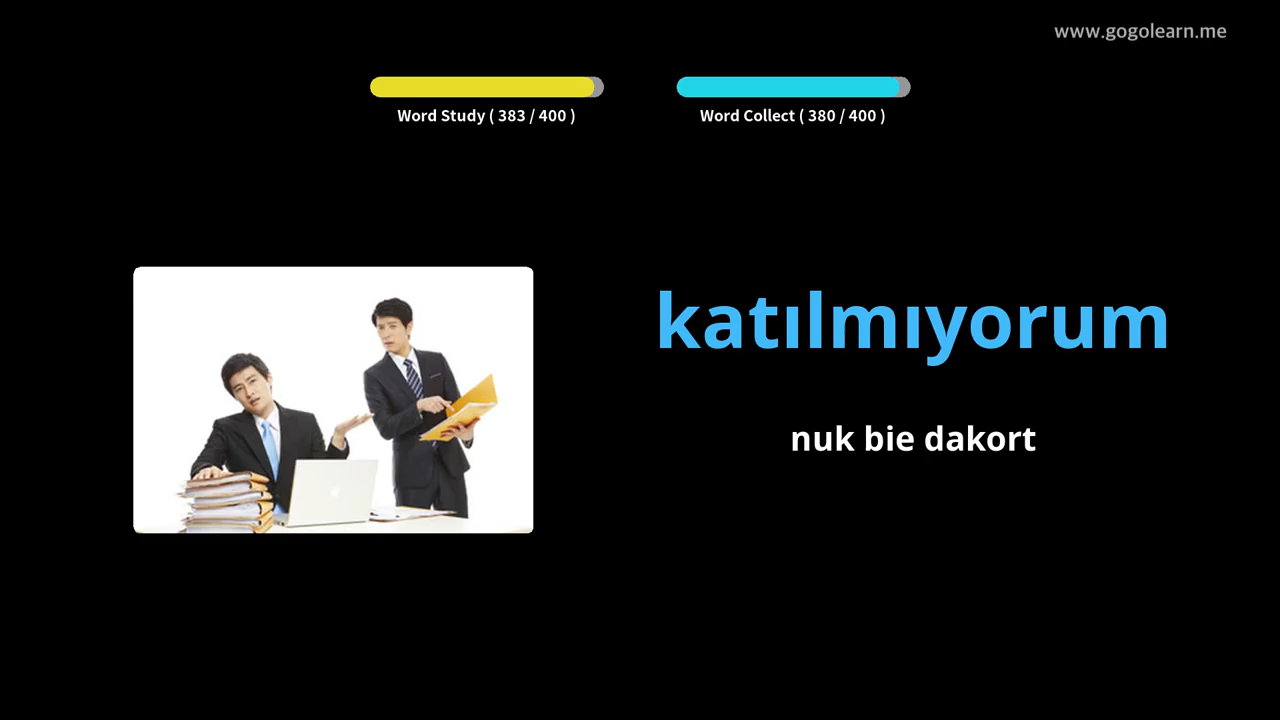 www.gogolearn.me
Word Study ( 383 / 400 )
Word Collect ( 380 / 400 )
katılmıyorum
nuk bie dakort